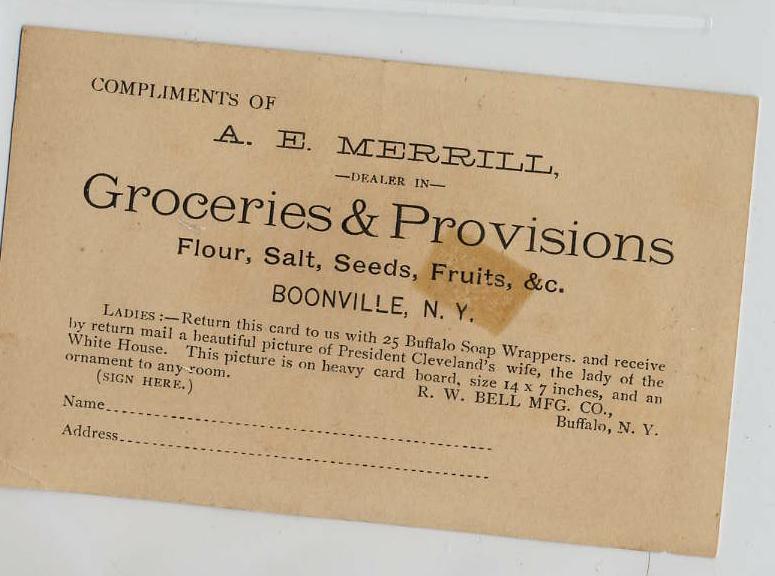 COMPLIMENTS OF
A. E. MERRILL,
—DEALER IN—
Groceries & Provisions
Flour, Salt, Seeds, Fruits, &c.
BOONVILLE, N. Y.
LADIES :—Return this card to us with 25 Buffalo Soap Wrappers. and receive
by return mail a beautiful picture of President Cleveland's wife, the lady of the
White House. This picture is on heavy card board, size 14 x 7 inches, and an
ornament to any room.
R. W. BELL MFG. CO.,
(SIGN HERE.)
Buffalo, N. Y.
Name
Address